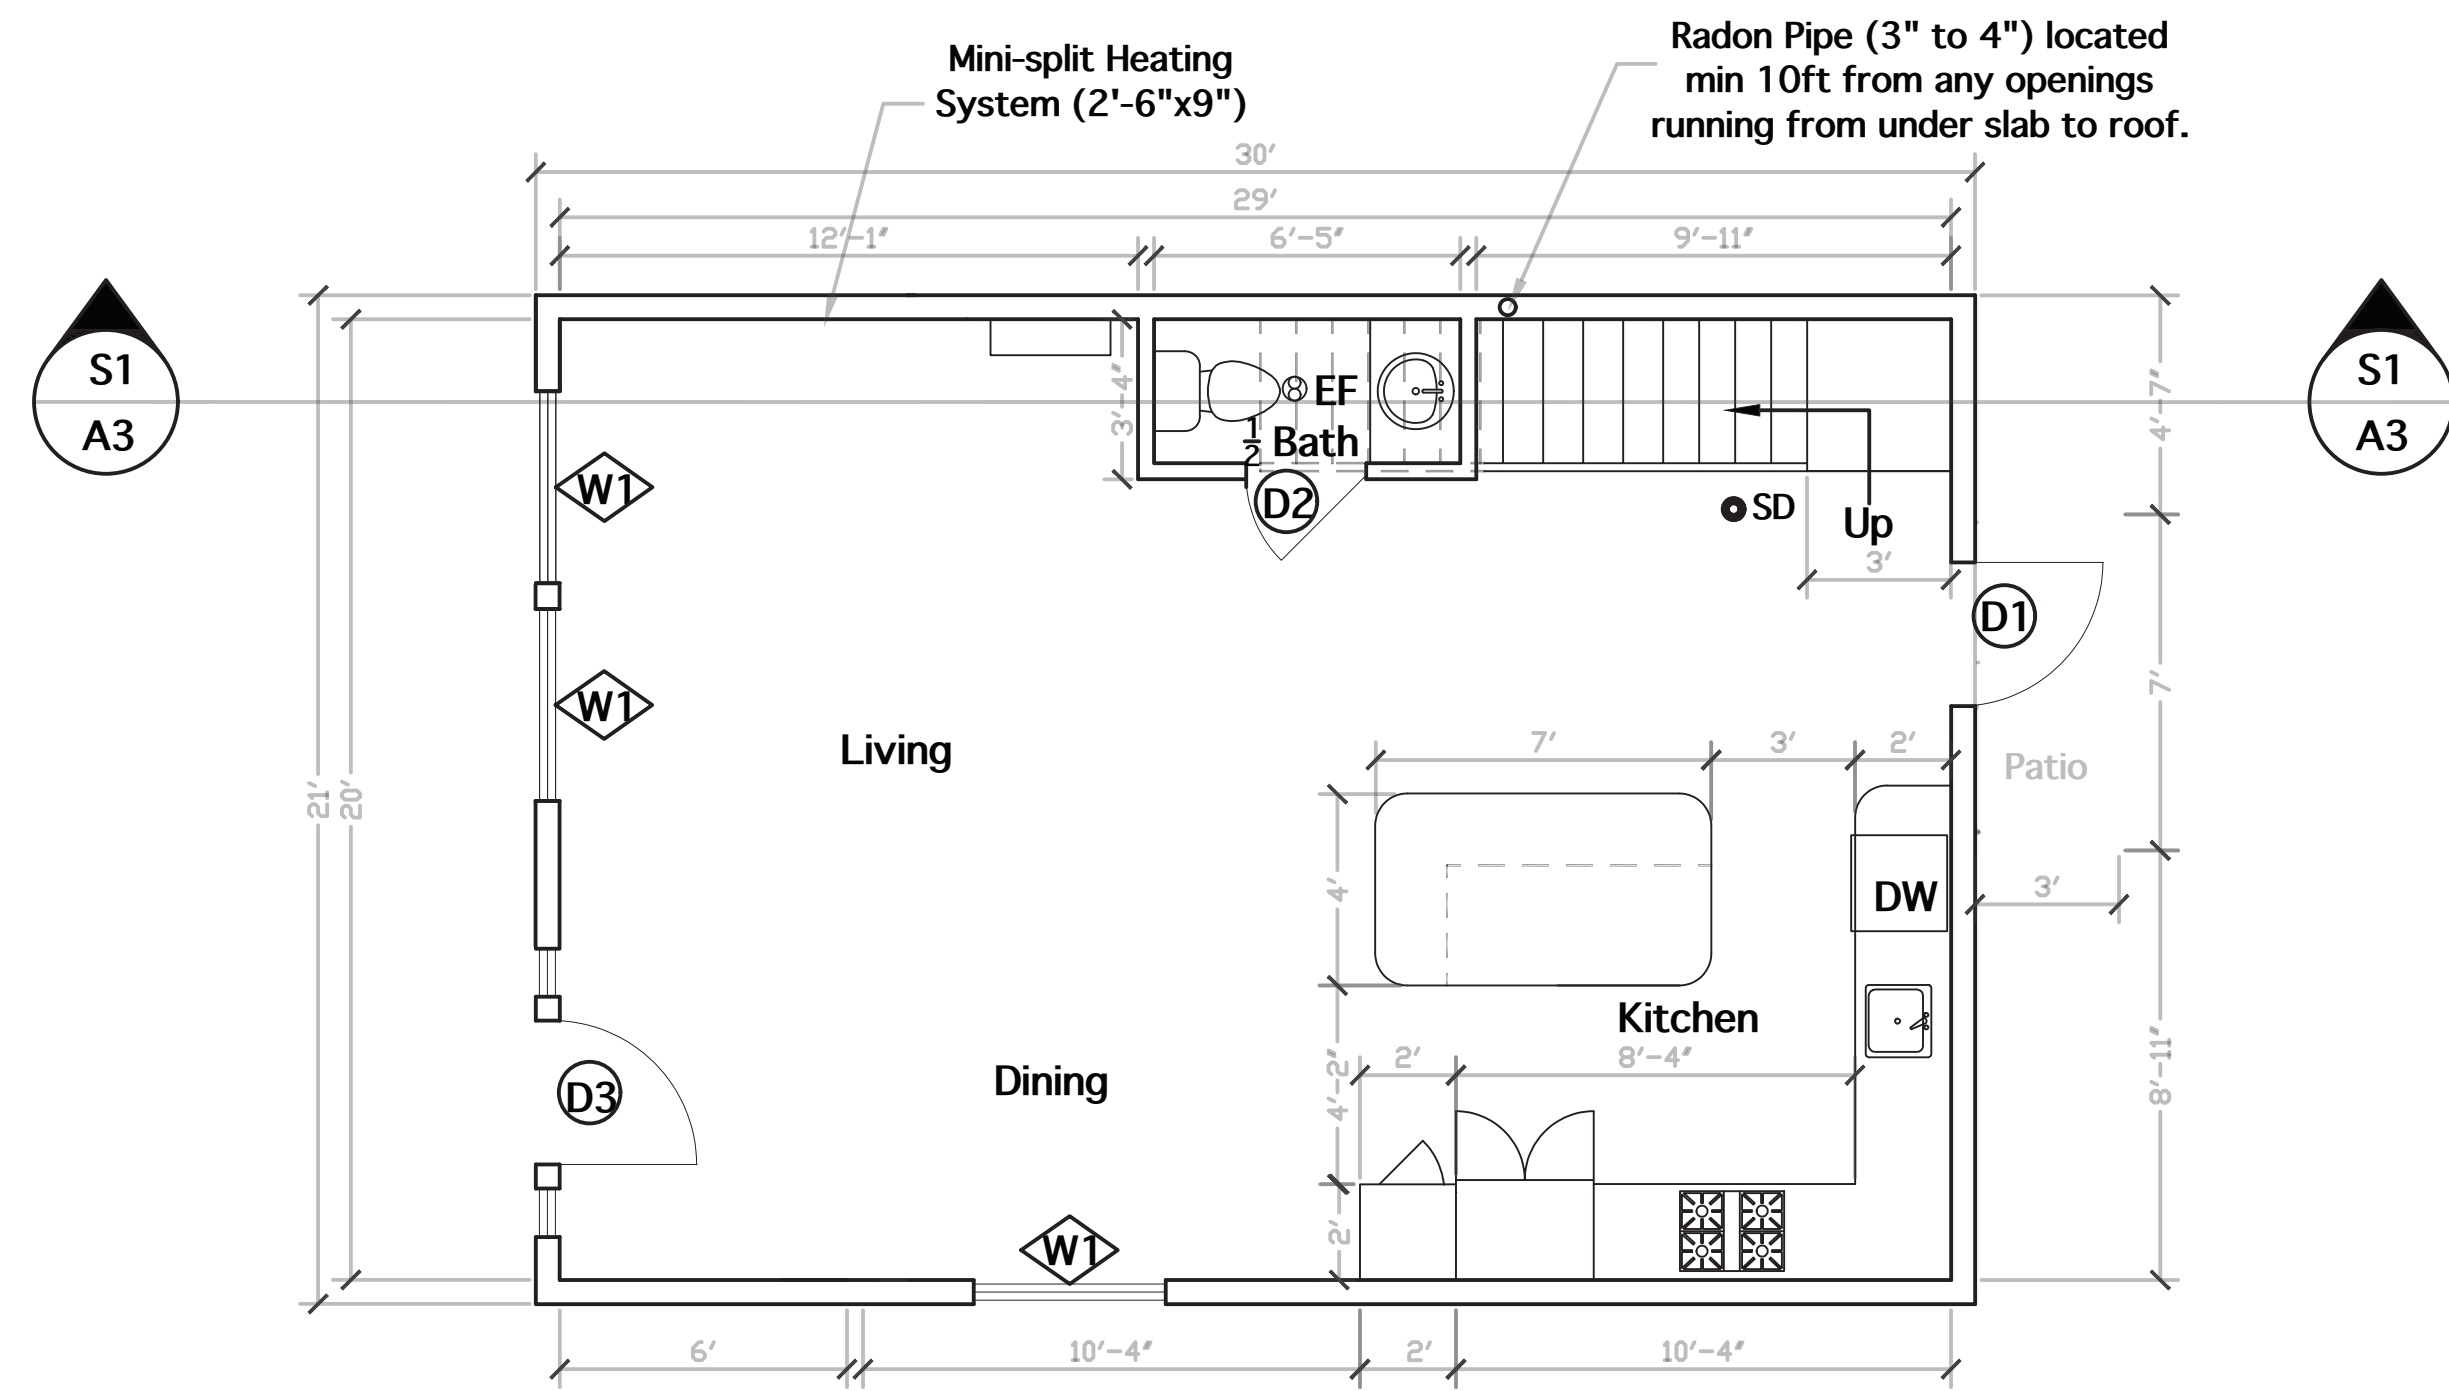 Mini-split Heating
System (2'-6"x9")
Radon Pipe (3" to 4") located
min 10ft from any openings
running from under slab to roof.
30'
29'
12'-1"
6'-5"
9'-11"
S1
A3
S1
A3
3'-4"
EF
1/2 Bath
4'-7"
W1
D2
SD
Up
3'
D1
W1
7'
Living
7'
3'
2'
Patio
21'
20'
4'
DW
3'
Kitchen
2'
8'-4"
Dining
4'-2"
8'-11"
D3
2'
W1
6'
10'-4"
2'
10'-4"